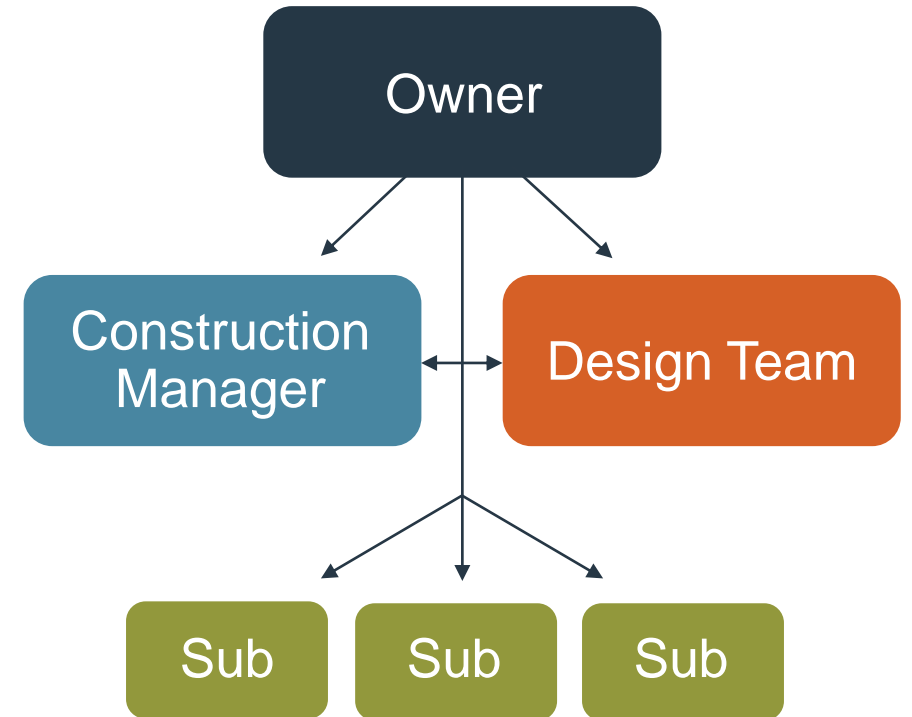 Owner
Construction
Manager
Design Team
Sub
Sub
Sub